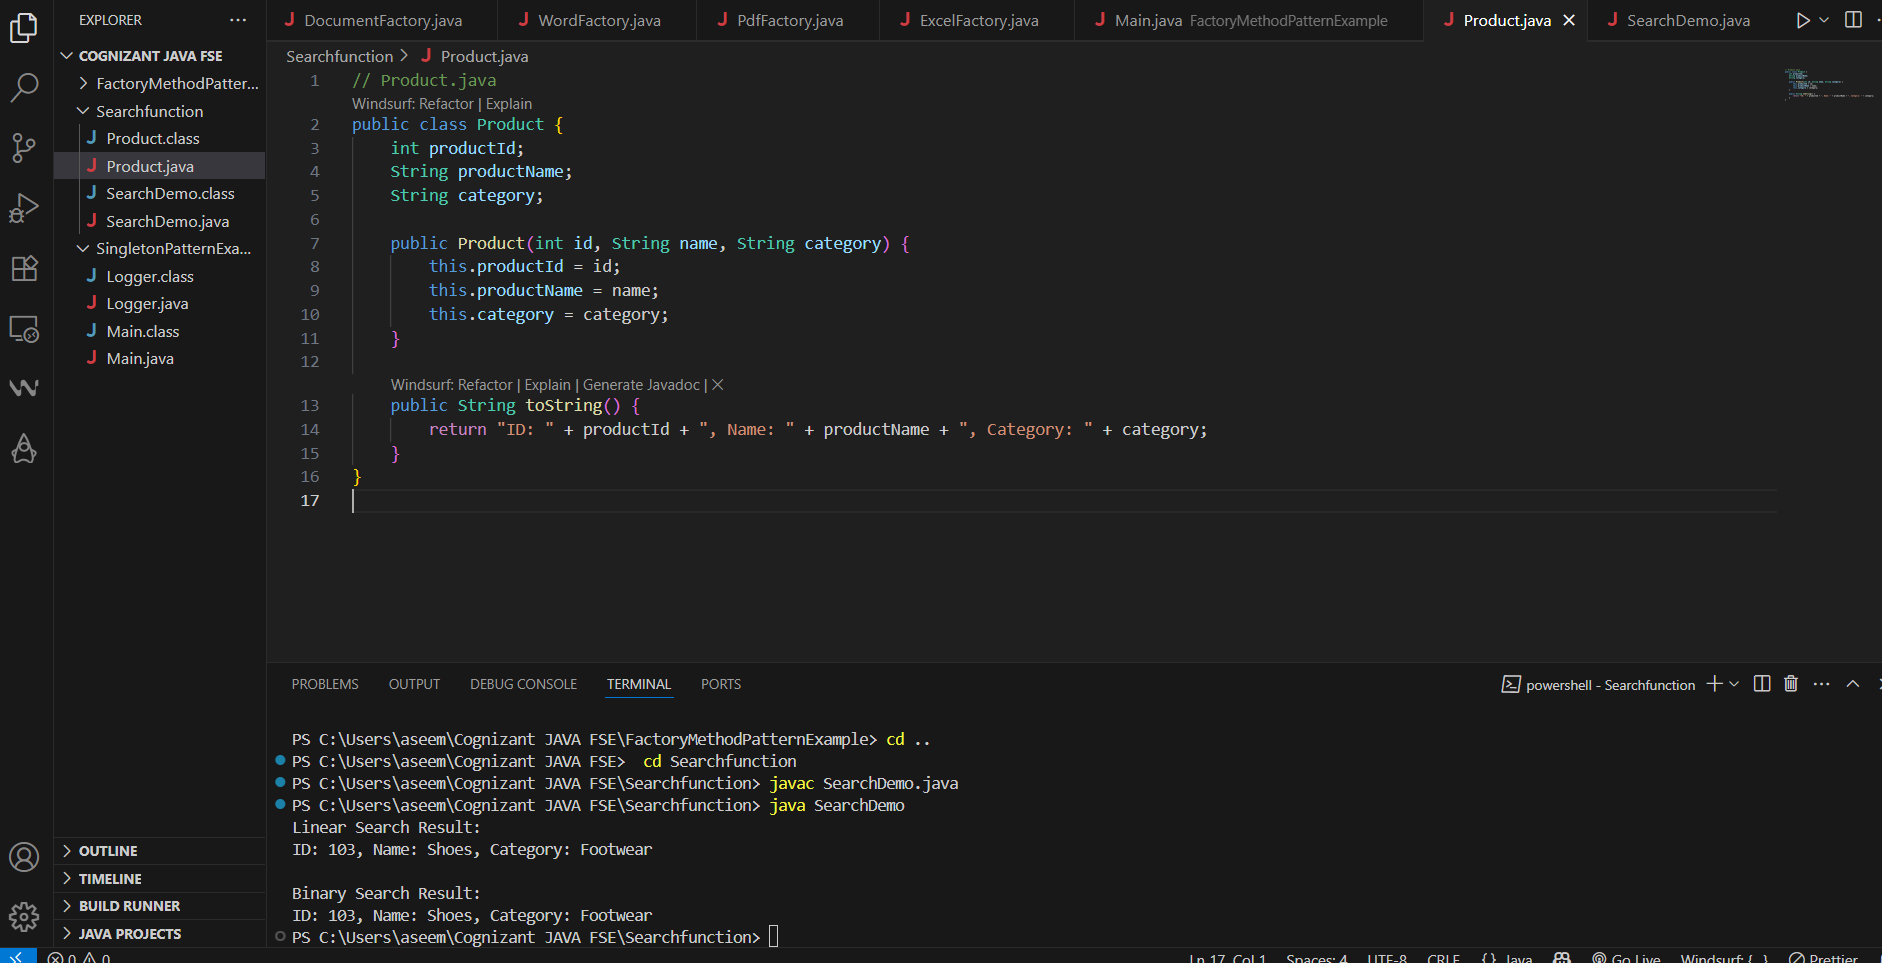 EXPLORER
COGNIZANT JAVA FSE
FactoryMethodPatter...
Searchfunction
Product.class
Product.java
SearchDemo.class
SearchDemo.java
SingletonPatternExa...
Logger.class
Logger.java
Main.class
Main.java
OUTLINE
TIMELINE
BUILD RUNNER
JAVA PROJECTS
DocumentFactory.java WordFactory.java PdfFactory.java ExcelFactory.java Main.java FactoryMethodPatternExample Product.java SearchDemo.java
Searchfunction > Product.java
1 // Product.java
Windsurf: Refactor | Explain
2 public class Product {
3 int productId;
4 String productName;
5 String category;
6
7 public Product(int id, String name, String category) {
8 this.productId = id;
9 this.productName = name;
10 this.category = category;
11 }
12
Windsurf: Refactor | Explain | Generate Javadoc | ×
13 public String toString() {
14 return "ID: " + productId + ", Name: " + productName + ", Category: " + category;
15 }
16 }
17
PROBLEMS OUTPUT DEBUG CONSOLE TERMINAL PORTS powershell - Searchfunction
PS C:\Users\aseem\Cognizant JAVA FSE\FactoryMethodPatternExample> cd ..
PS C:\Users\aseem\Cognizant JAVA FSE>  cd Searchfunction
PS C:\Users\aseem\Cognizant JAVA FSE\Searchfunction> javac SearchDemo.java
PS C:\Users\aseem\Cognizant JAVA FSE\Searchfunction> java SearchDemo
Linear Search Result:
ID: 103, Name: Shoes, Category: Footwear
Binary Search Result:
ID: 103, Name: Shoes, Category: Footwear
PS C:\Users\aseem\Cognizant JAVA FSE\Searchfunction>
0 0 Ln 17, Col 1 Spaces: 4 UTF-8 CRLF {} Java Go Live Windsurf: {...} Prettier